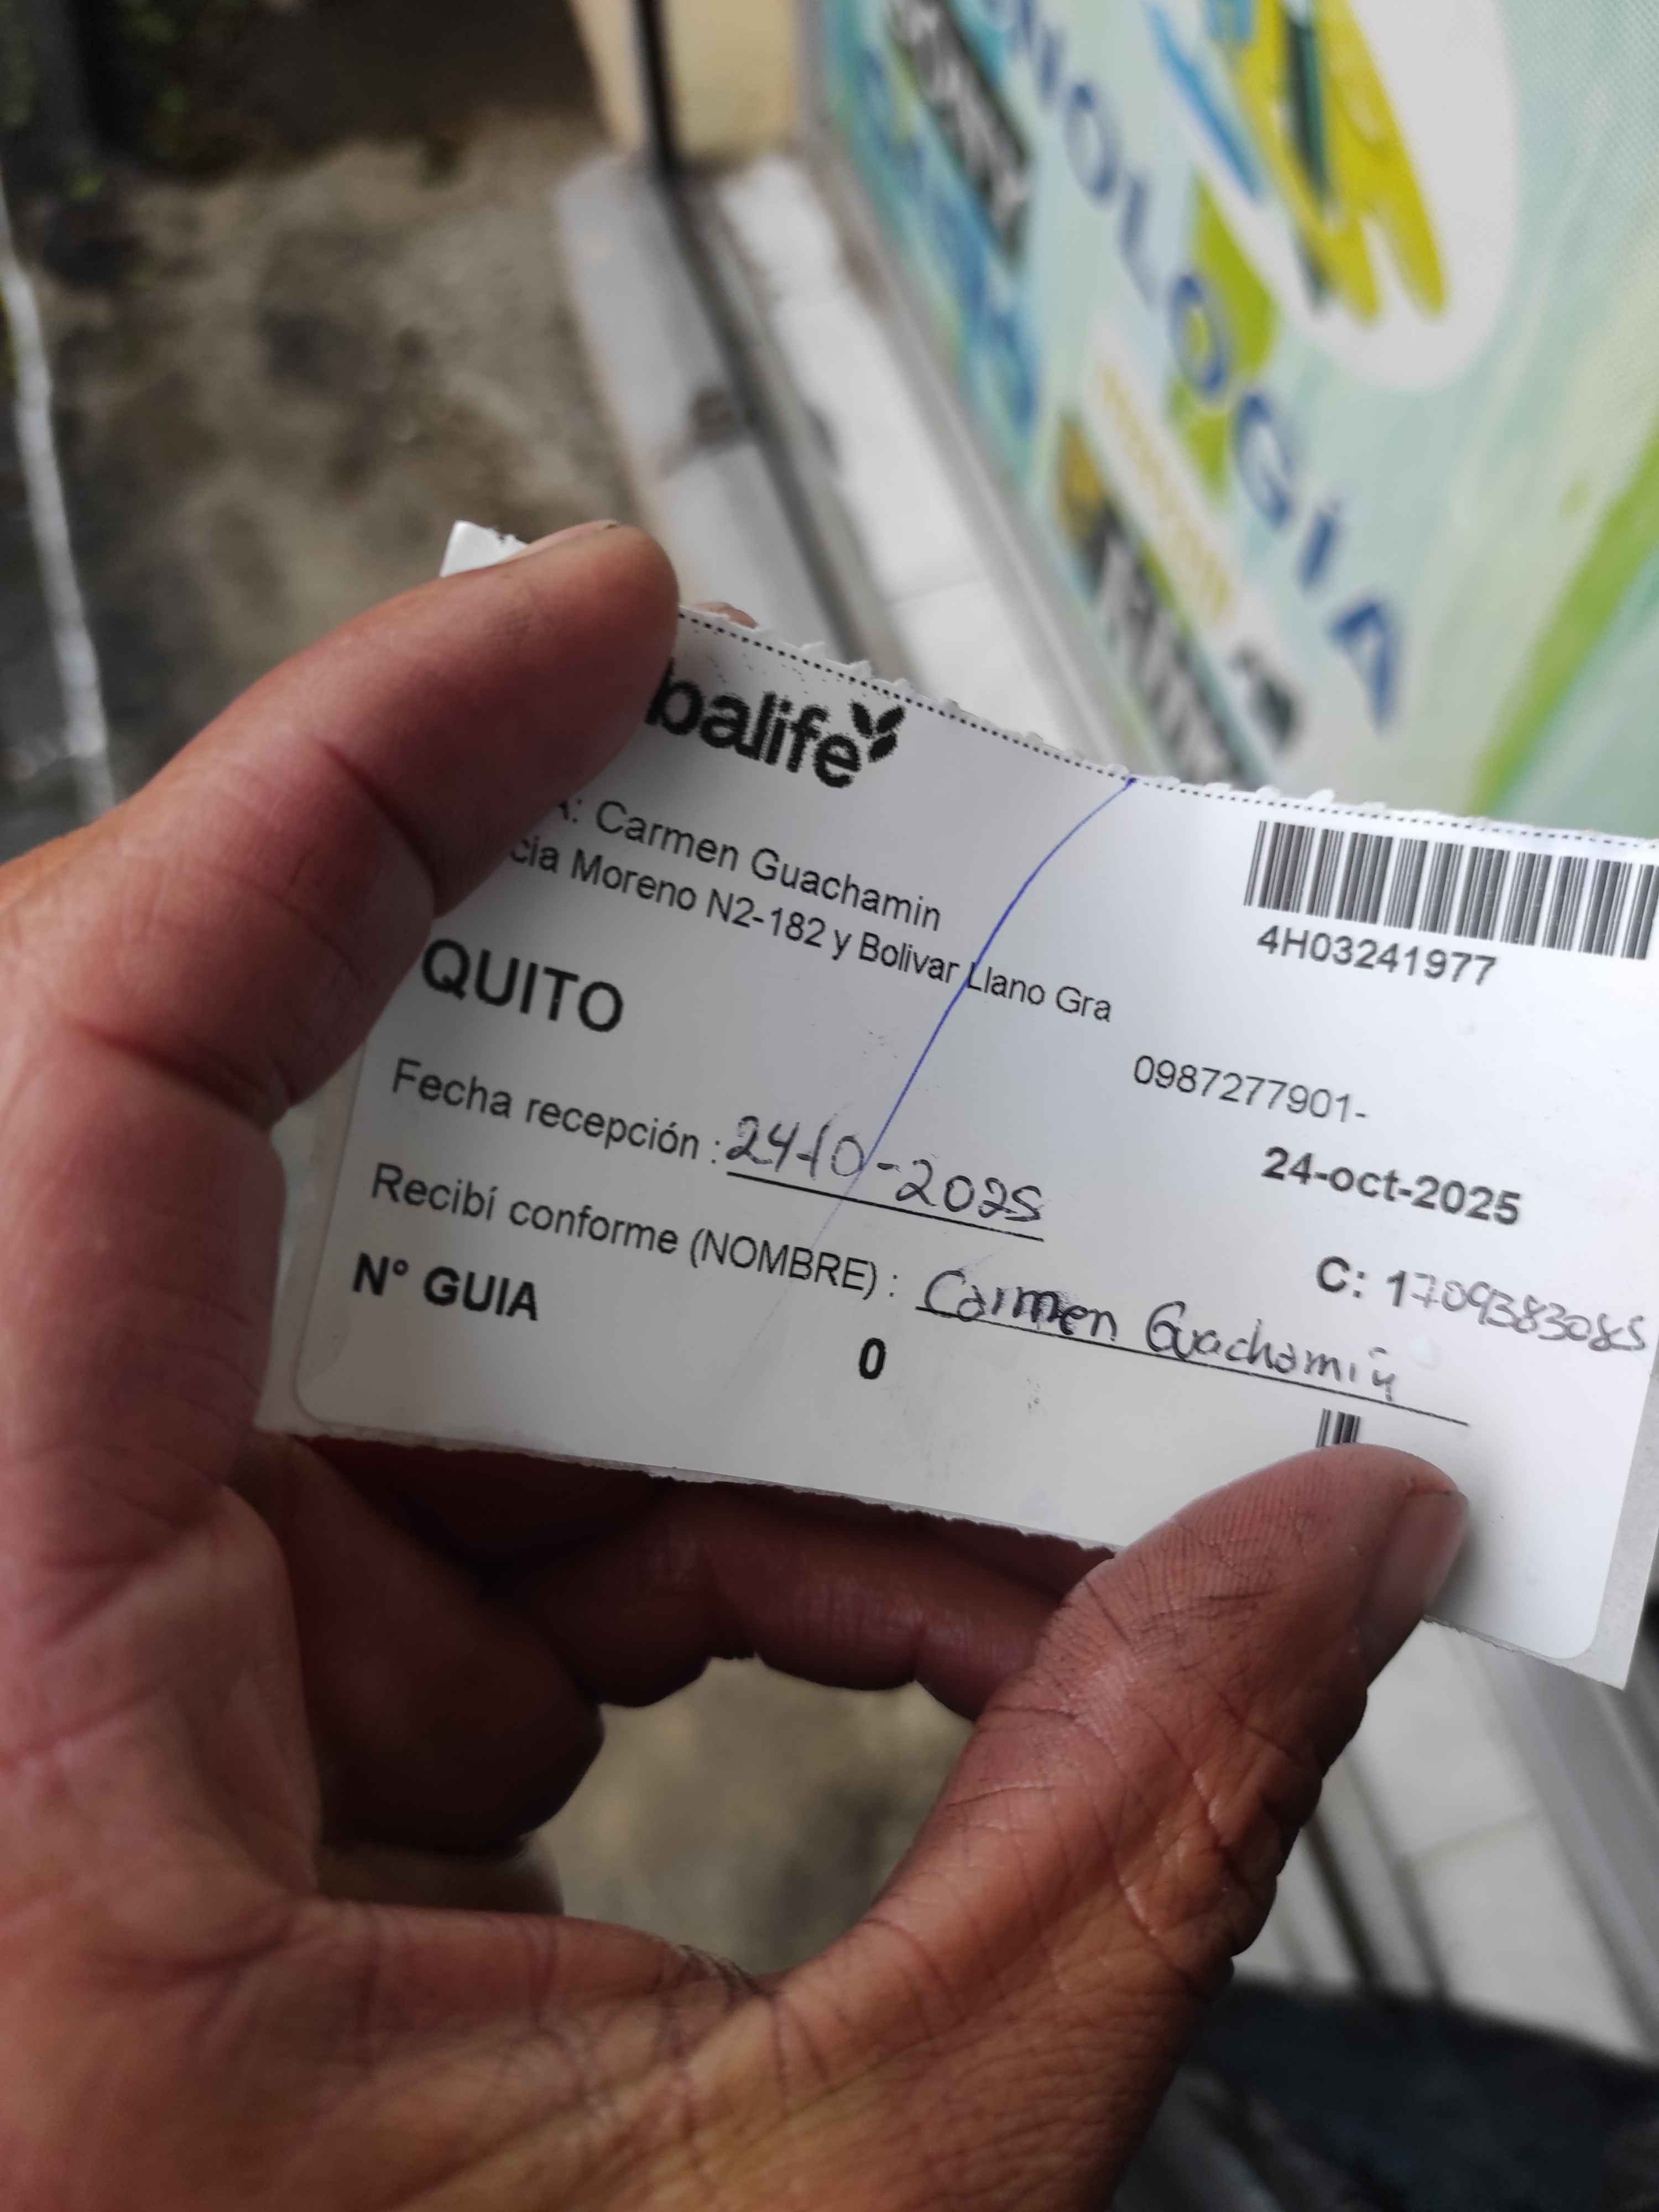 balife
A: Carmen Guachamin
cia Moreno N2-182 y Bolivar Llano Gra
4H03241977
QUITO
0987277901-
Fecha recepción : 24-10-2025
24-oct-2025
Recibí conforme (NOMBRE) : Carmen Guachamin
C: 1709383085
N° GUIA
0
NOLOGIA